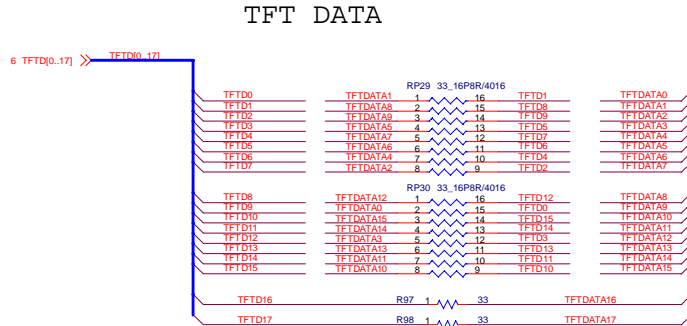 TFT DATA
6 TFTD[0..17] TFTD[0..17]
RP29 33_16P8R/4016
TFTD0 TFTDATA1 1 16 TFTD1 TFTDATA0
TFTD1 TFTDATA8 2 15 TFTD8 TFTDATA1
TFTD2 TFTDATA9 3 14 TFTD9 TFTDATA2
TFTD3 TFTDATA5 4 13 TFTD5 TFTDATA3
TFTD4 TFTDATA7 5 12 TFTD7 TFTDATA4
TFTD5 TFTDATA6 6 11 TFTD6 TFTDATA5
TFTD6 TFTDATA4 7 10 TFTD4 TFTDATA6
TFTD7 TFTDATA2 8 9 TFTD2 TFTDATA7
RP30 33_16P8R/4016
TFTD8 TFTDATA12 1 16 TFTD12 TFTDATA8
TFTD9 TFTDATA0 2 15 TFTD0 TFTDATA9
TFTD10 TFTDATA15 3 14 TFTD15 TFTDATA10
TFTD11 TFTDATA14 4 13 TFTD14 TFTDATA11
TFTD12 TFTDATA3 5 12 TFTD3 TFTDATA12
TFTD13 TFTDATA13 6 11 TFTD13 TFTDATA13
TFTD14 TFTDATA11 7 10 TFTD11 TFTDATA14
TFTD15 TFTDATA10 8 9 TFTD10 TFTDATA15
TFTD16 R97 1 33 TFTDATA16
TFTD17 R98 1 33 TFTDATA17